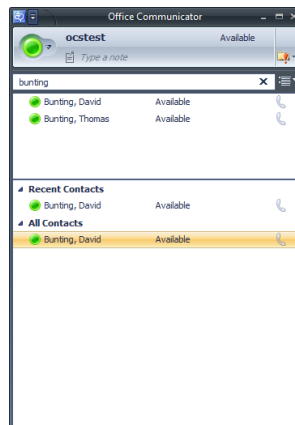 Office Communicator
ocstest Available
Type a note
bunting
Bunting, David Available
Bunting, Thomas Available
Recent Contacts
Bunting, David Available
All Contacts
Bunting, David Available